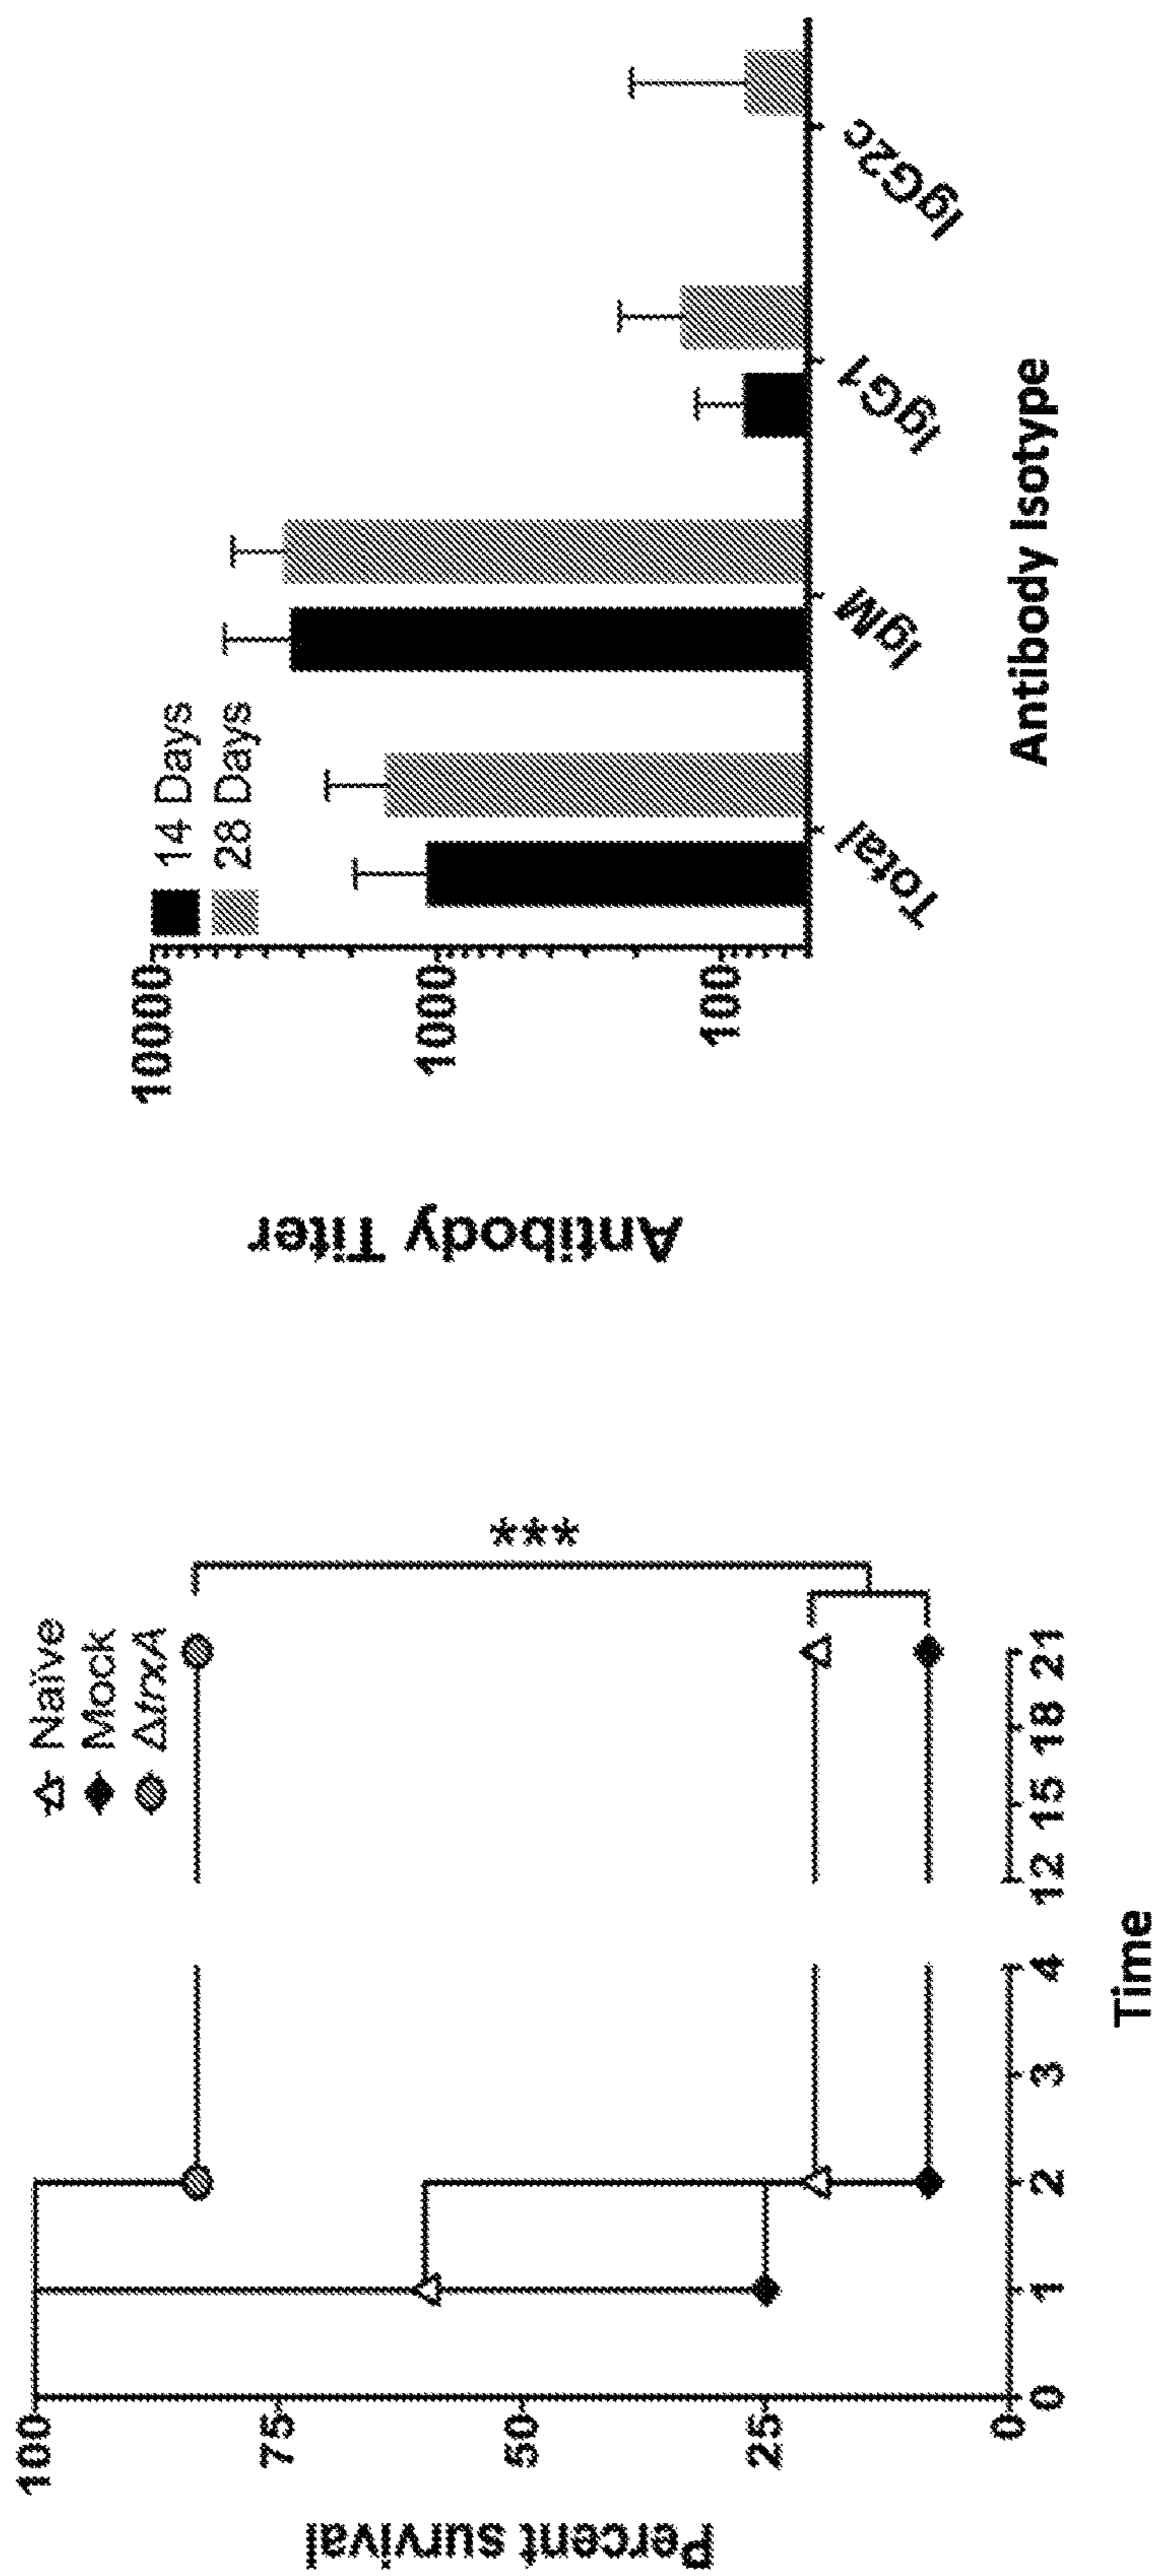 Percent survival
100
75
50
25
0
0 1 2 3 4 12 15 18 21
Time
Naïve
Mock
ΔtrxA
***
Antibody Titer
10000
1000
100
14 Days
28 Days
Total IgM IgG1 IgG2c
Antibody Isotype